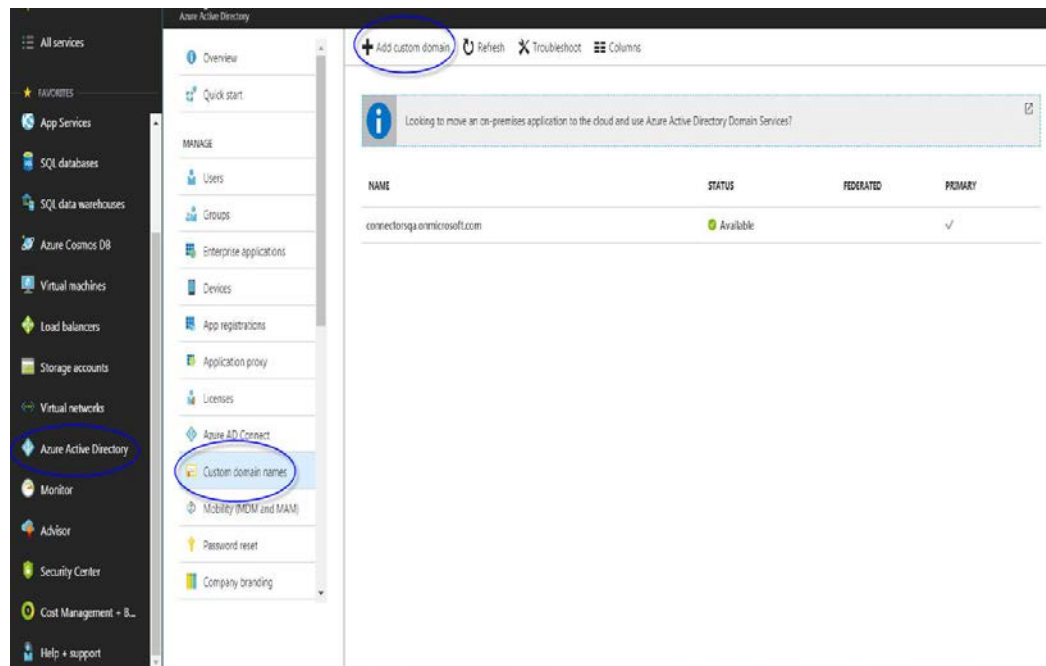 Azure Active Directory
All services
FAVORITES
App Services
SQL databases
SQL data warehouses
Azure Cosmos DB
Virtual machines
Load balancers
Storage accounts
Virtual networks
Azure Active Directory
Monitor
Advisor
Security Center
Cost Management + B...
Help + support
Overview
Quick start
MANAGE
Users
Groups
Enterprise applications
Devices
App registrations
Application proxy
Licenses
Azure AD Connect
Custom domain names
Mobility (MDM and MAM)
Password reset
Company branding
Add custom domain Refresh Troubleshoot Columns
Looking to move an on-premises application to the cloud and use Azure Active Directory Domain Services?
NAME STATUS FEDERATED PRIMARY
connectorsqa.onmicrosoft.com Available